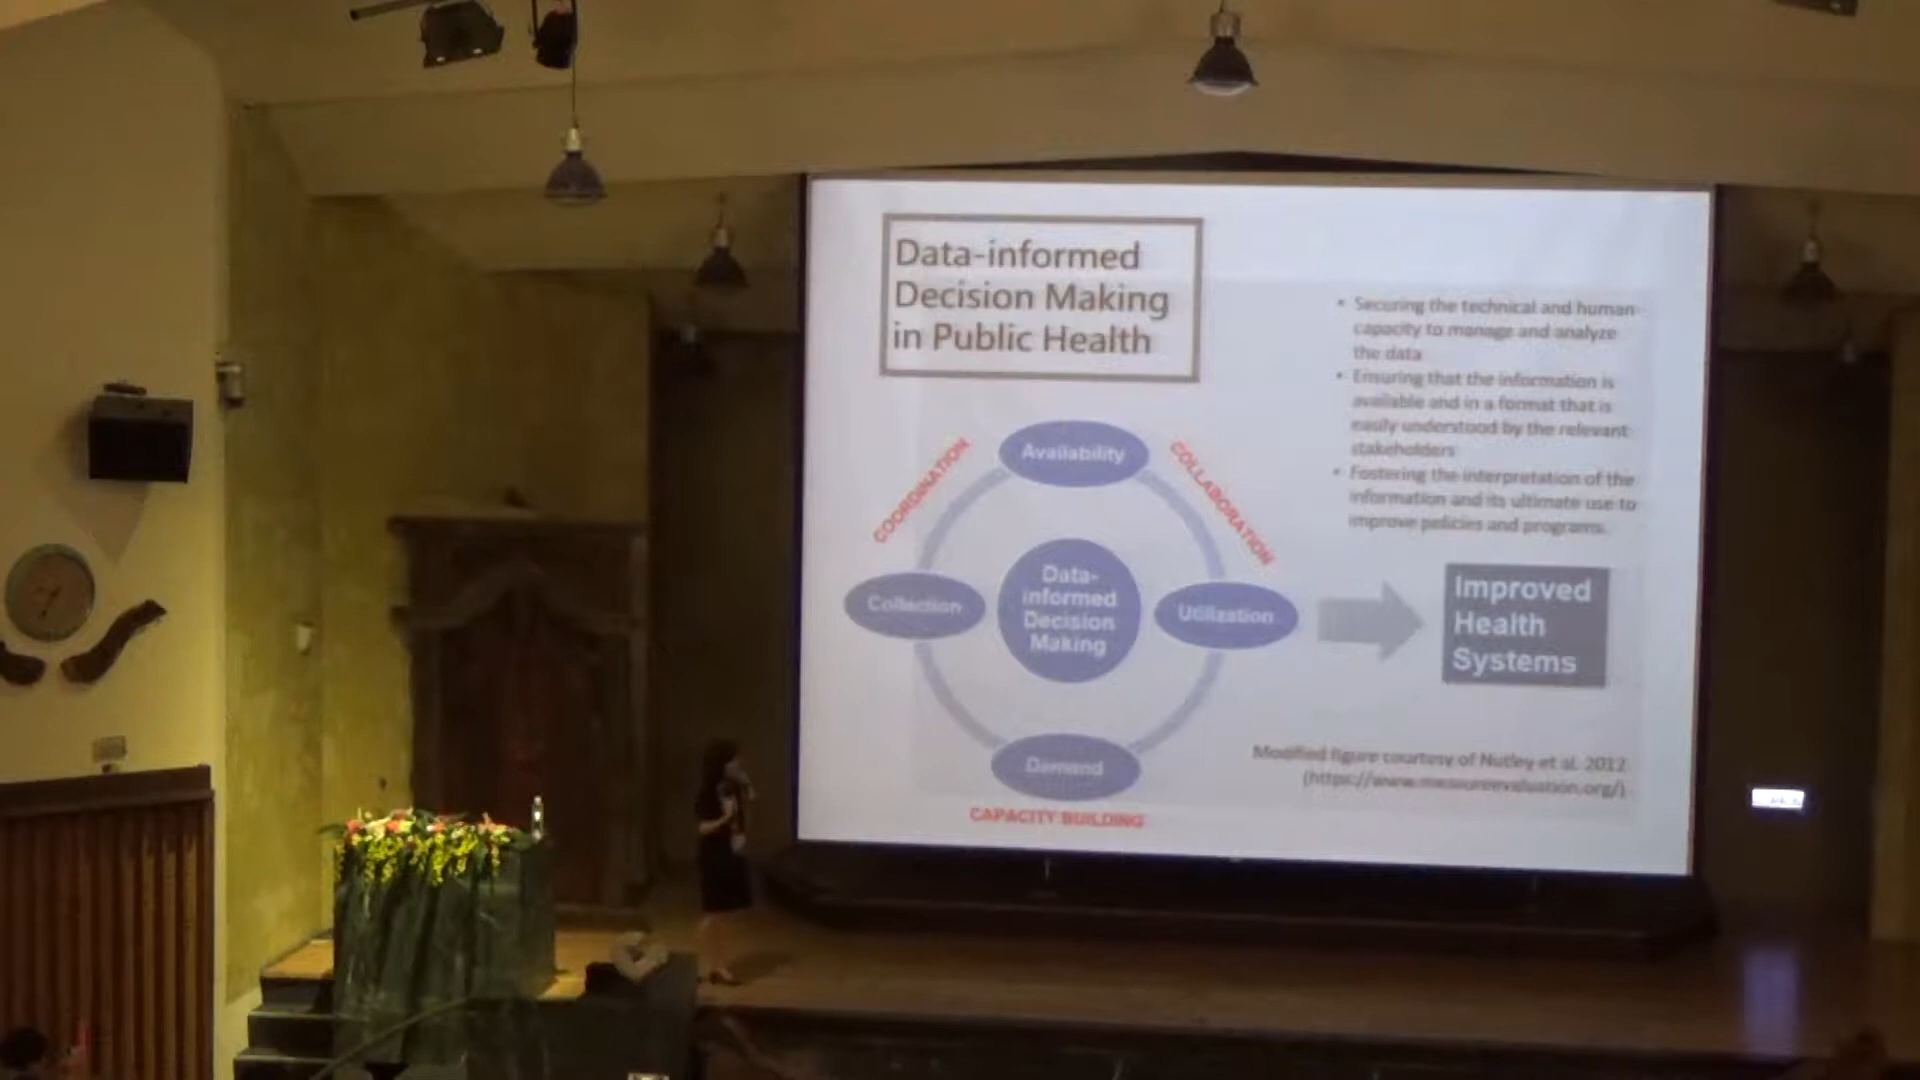 Data-informed
Decision Making
in Public Health
• Securing the technical and human
capacity to manage and analyze
the data
• Ensuring that the information is
available and in a format that is
easily understood by the relevant
stakeholders
• Fostering the interpretation of the
information and its ultimate use to
improve policies and programs.
COORDINATION
Availability
COLLABORATION
Collection
Data-
informed
Decision
Making
Utilization
Improved
Health
Systems
Demand
CAPACITY BUILDING
Modified figure courtesy of Nutley et al. 2012
(https://www.measureevaluation.org/)